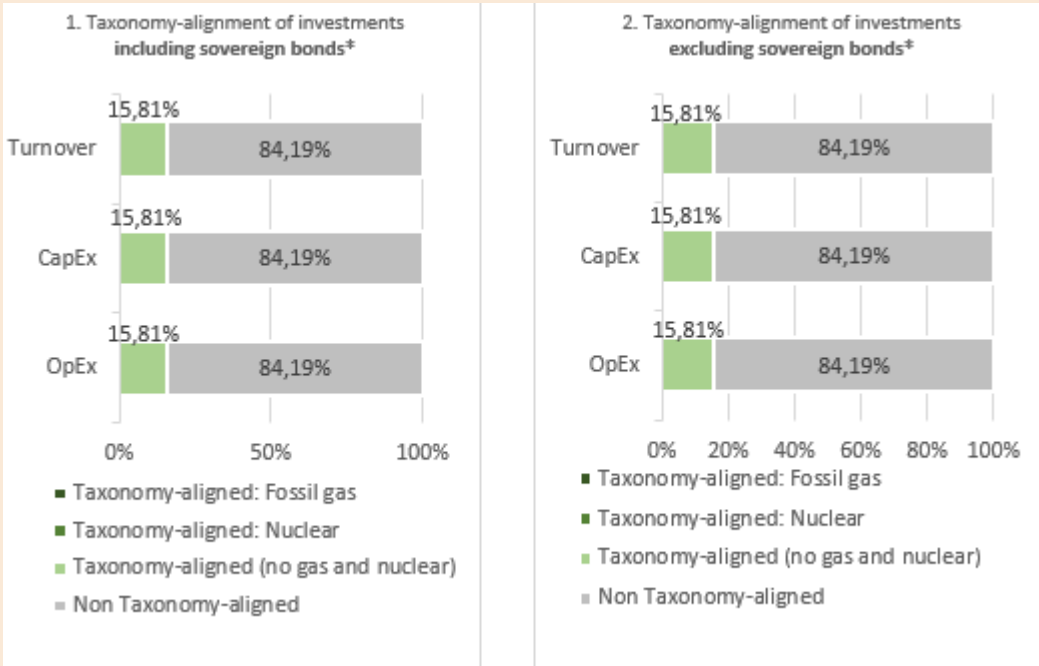 1. Taxonomy-alignment of investments
including sovereign bonds*
15,81%
Turnover
84,19%
15,81%
CapEx
84,19%
15,81%
OpEx
84,19%
0% 50% 100%
Taxonomy-aligned: Fossil gas
Taxonomy-aligned: Nuclear
Taxonomy-aligned (no gas and nuclear)
Non Taxonomy-aligned
2. Taxonomy-alignment of investments
excluding sovereign bonds*
15,81%
Turnover
84,19%
15,81%
CapEx
84,19%
15,81%
OpEx
84,19%
0% 20% 40% 60% 80% 100%
Taxonomy-aligned: Fossil gas
Taxonomy-aligned: Nuclear
Taxonomy-aligned (no gas and nuclear)
Non Taxonomy-aligned